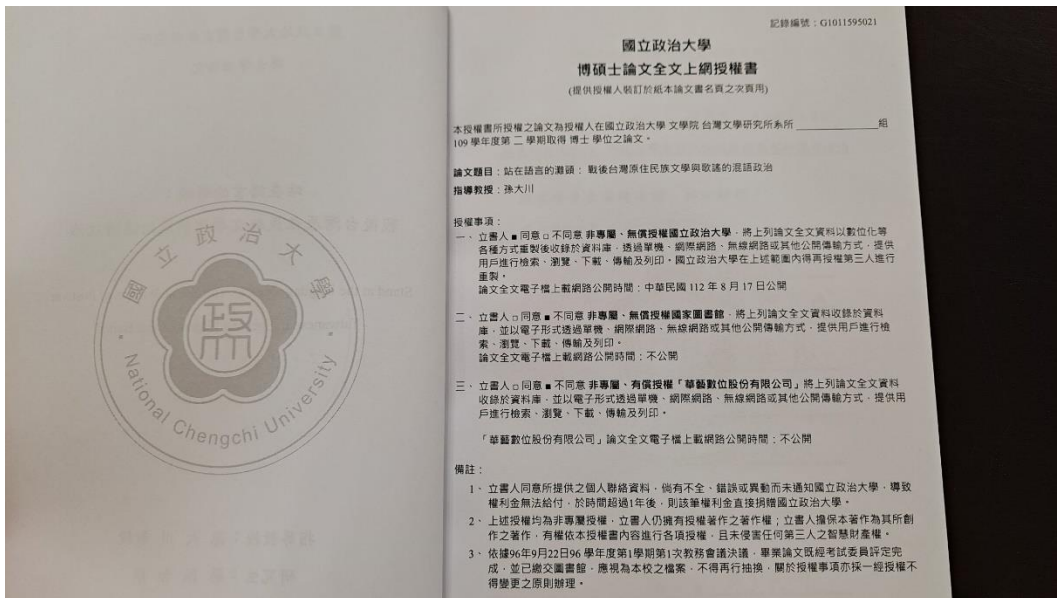 國立政治大學
政
National Chengchi University
記錄編號：G1011595021
國立政治大學
博碩士論文全文上網授權書
(提供授權人裝訂於紙本論文書名頁之次頁用)
本授權書所授權之論文為授權人在國立政治大學 文學院 台灣文學研究所系所 ____________組
109 學年度第 二 學期取得 博士 學位之論文。
論文題目：站在語言的灘頭： 戰後台灣原住民族文學與歌謠的混語政治
指導教授：孫大川
授權事項：
一、 立書人 ■ 同意 □ 不同意 非專屬、無償授權國立政治大學，將上列論文全文資料以數位化等
各種方式重製後收錄於資料庫，透過單機、網際網路、無線網路或其他公開傳輸方式，提供
用戶進行檢索、瀏覽、下載、傳輸及列印。國立政治大學在上述範圍內得再授權第三人進行
重製。
論文全文電子檔上載網路公開時間：中華民國 112 年 8 月 17 日公開
二、 立書人 □ 同意 ■ 不同意 非專屬、無償授權國家圖書館，將上列論文全文資料收錄於資料
庫，並以電子形式透過單機、網際網路、無線網路或其他公開傳輸方式，提供用戶進行檢
索、瀏覽、下載、傳輸及列印。
論文全文電子檔上載網路公開時間：不公開
三、 立書人 □ 同意 ■ 不同意 非專屬、有償授權「華藝數位股份有限公司」將上列論文全文資料
收錄於資料庫，並以電子形式透過單機、網際網路、無線網路或其他公開傳輸方式，提供用
戶進行檢索、瀏覽、下載、傳輸及列印。
「華藝數位股份有限公司」論文全文電子檔上載網路公開時間：不公開
備註：
1、 立書人同意所提供之個人聯絡資料，倘有不全、錯誤或異動而未通知國立政治大學，導致
權利金無法給付，於時間超過1年後，則該筆權利金直接捐贈國立政治大學。
2、 上述授權均為非專屬授權，立書人仍擁有授權著作之著作權；立書人擔保本著作為其所創
作之著作，有權依本授權書內容進行各項授權，且未侵害任何第三人之智慧財產權。
3、 依據96年9月22日96 學年度第1學期第1次教務會議決議，畢業論文既經考試委員評定完
成，並已繳交圖書館，應視為本校之檔案，不得再行抽換，關於授權事項亦採一經授權不
得變更之原則辦理。